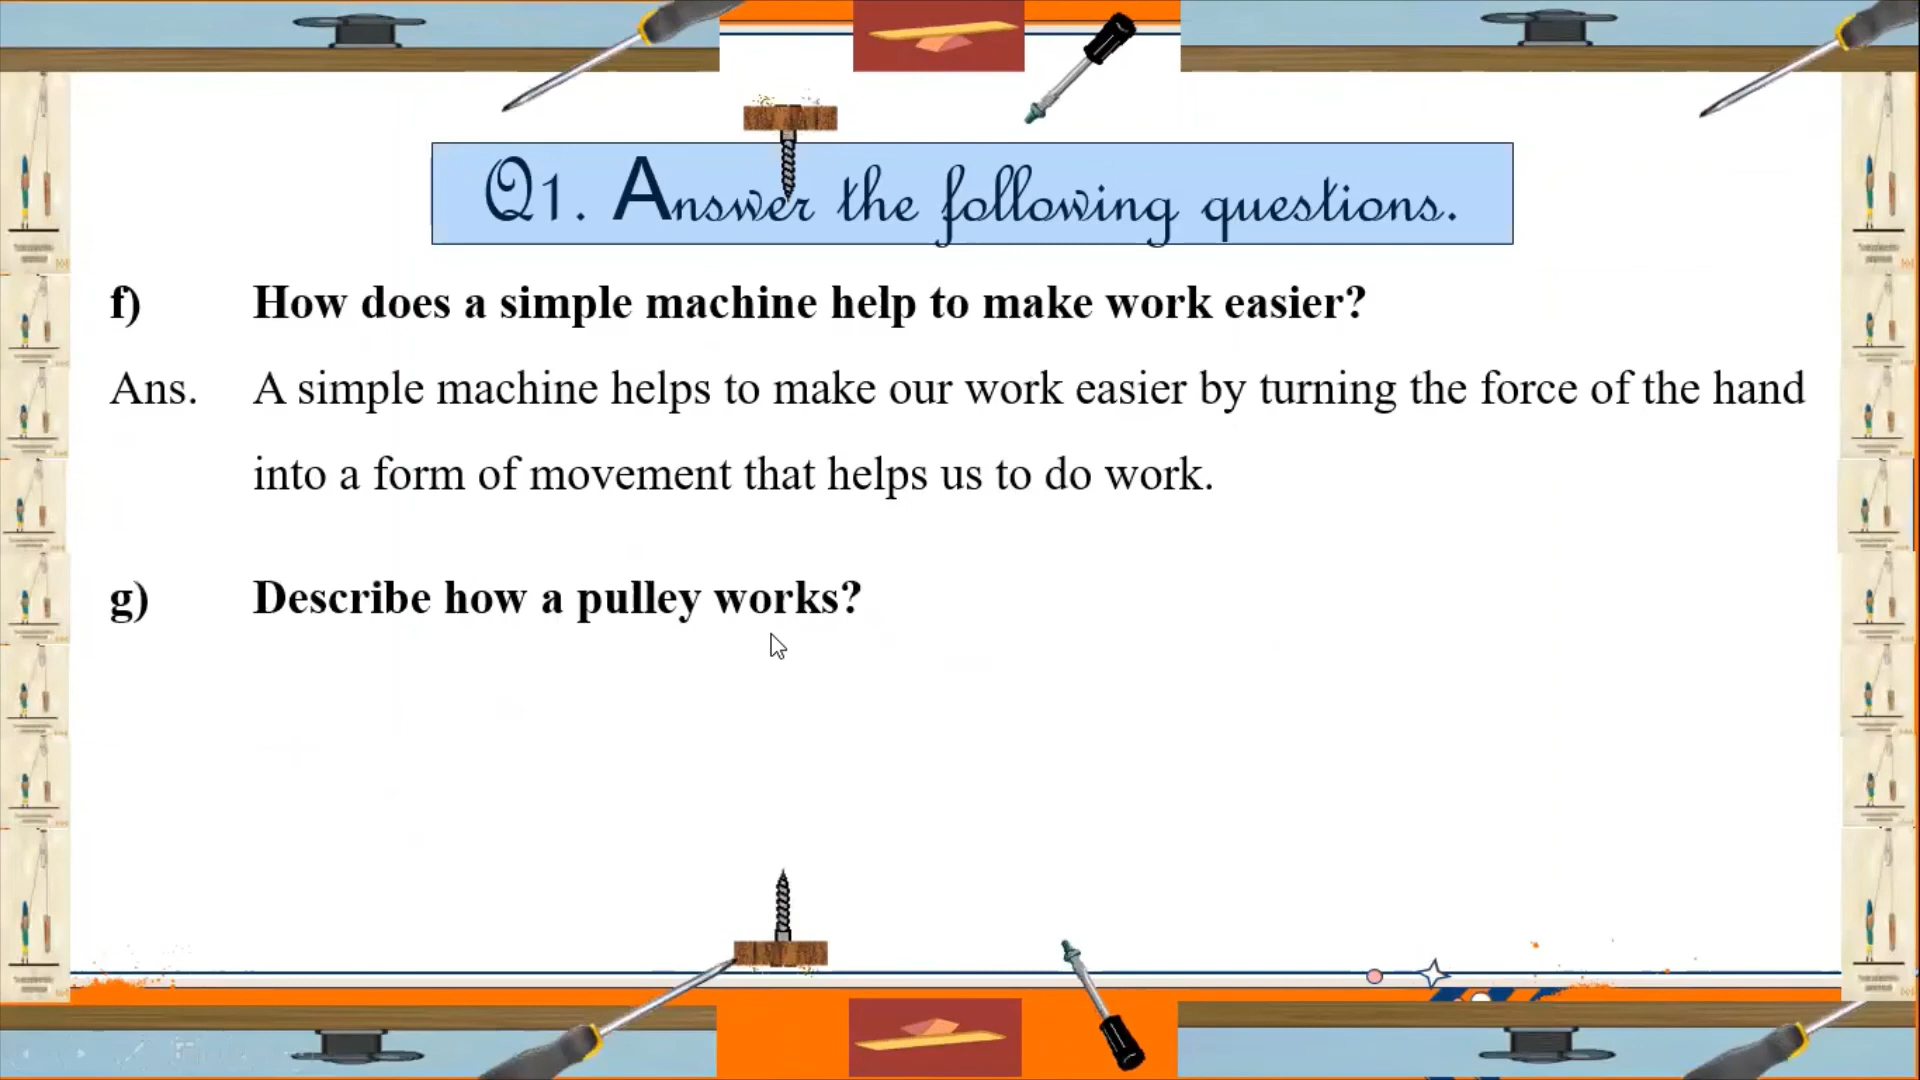 Q1. Answer the following questions.
f) How does a simple machine help to make work easier?
Ans. A simple machine helps to make our work easier by turning the force of the hand
into a form of movement that helps us to do work.
g) Describe how a pulley works?